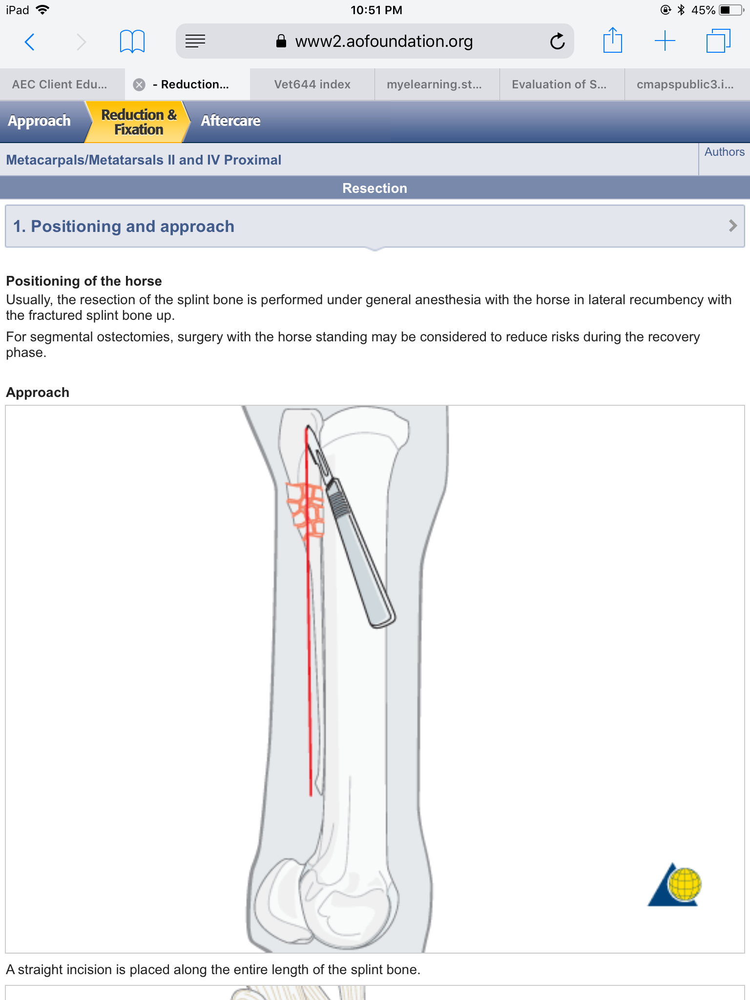 iPad 10:51 PM 45%
www2.aofoundation.org
AEC Client Edu... - Reduction... Vet644 index myelearning.st... Evaluation of S... cmapspublic3.i...
Approach Reduction & Fixation Aftercare
Metacarpals/Metatarsals II and IV Proximal Authors
Resection
1. Positioning and approach
Positioning of the horse
Usually, the resection of the splint bone is performed under general anesthesia with the horse in lateral recumbency with
the fractured splint bone up.
For segmental ostectomies, surgery with the horse standing may be considered to reduce risks during the recovery
phase.
Approach
A straight incision is placed along the entire length of the splint bone.